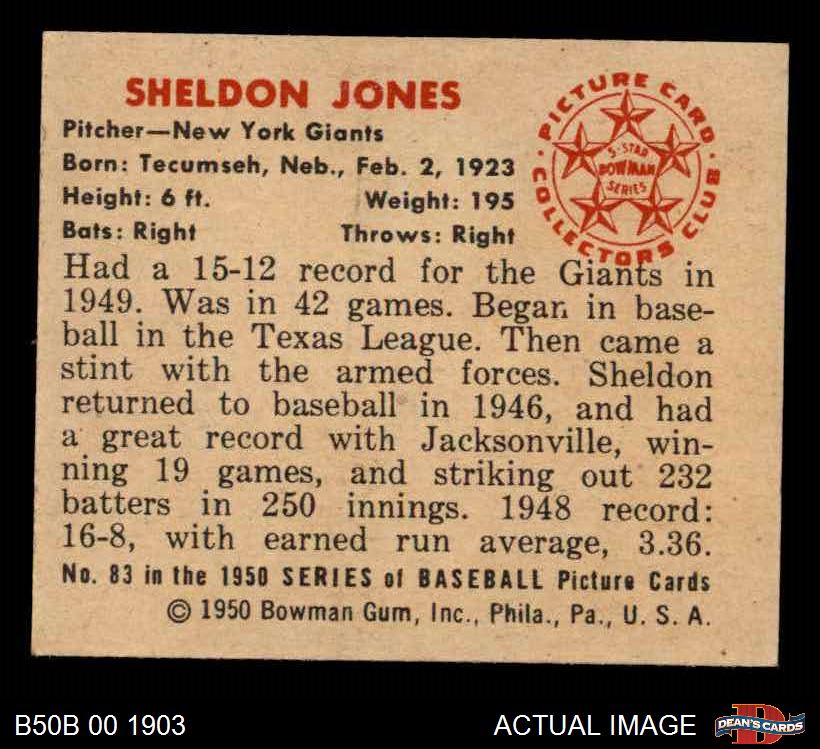 SHELDON JONES
Pitcher—New York Giants
Born: Tecumseh, Neb., Feb. 2, 1923
Height: 6 ft. Weight: 195
Bats: Right Throws: Right
PICTURE CARD
COLLECTORS CLUB
5-STAR
BOWMAN
SERIES
Had a 15-12 record for the Giants in
1949. Was in 42 games. Began in base-
ball in the Texas League. Then came a
stint with the armed forces. Sheldon
returned to baseball in 1946, and had
a great record with Jacksonville, win-
ning 19 games, and striking out 232
batters in 250 innings. 1948 record:
16-8, with earned run average, 3.36.
No. 83 in the 1950 SERIES of BASEBALL Picture Cards
© 1950 Bowman Gum, Inc., Phila., Pa., U. S. A.
B50B 00 1903
ACTUAL IMAGE
DEAN'S CARDS